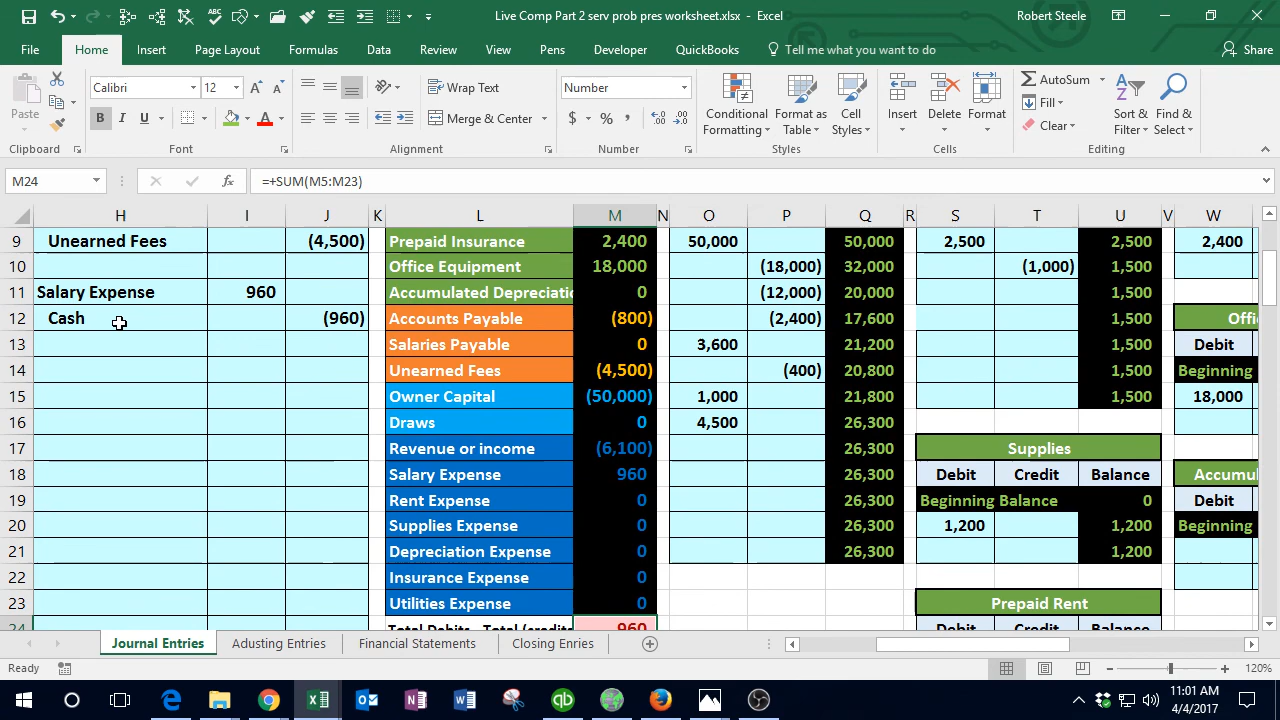 Live Comp Part 2 serv prob pres worksheet.xlsx - Excel
Robert Steele
File Home Insert Page Layout Formulas Data Review View Pens Developer QuickBooks Tell me what you want to do Share
Paste
Calibri 12
B I U A
Wrap Text
Merge & Center
Number
$ % ,
Conditional Formatting
Format as Table
Cell Styles
Insert
Delete
Format
AutoSum
Fill
Clear
Sort & Filter
Find & Select
Clipboard Font Alignment Number Styles Cells Editing
M24 fx =+SUM(M5:M23)
H I J K L M N O P Q R S T U V W
9 Unearned Fees (4,500) Prepaid Insurance 2,400 50,000 50,000 2,500 2,500 2,400
10 Office Equipment 18,000 (18,000) 32,000 (1,000) 1,500
11 Salary Expense 960 Accumulated Depreciatio 0 (12,000) 20,000 1,500
12 Cash (960) Accounts Payable (800) (2,400) 17,600 1,500 Offi
13 Salaries Payable 0 3,600 21,200 1,500 Debit
14 Unearned Fees (4,500) (400) 20,800 1,500 Beginning
15 Owner Capital (50,000) 1,000 21,800 1,500 18,000
16 Draws 0 4,500 26,300
17 Revenue or income (6,100) 26,300 Supplies
18 Salary Expense 960 26,300 Debit Credit Balance Accumul
19 Rent Expense 0 26,300 Beginning Balance 0 Debit
20 Supplies Expense 0 26,300 1,200 1,200 Beginning
21 Depreciation Expense 0 26,300 1,200
22 Insurance Expense 0
23 Utilities Expense 0 Prepaid Rent
24 Total Debits - Total (credits 960 Debit Credit Balance
Journal Entries Adusting Entries Financial Statements Closing Enries
Ready 120%
11:01 AM
4/4/2017